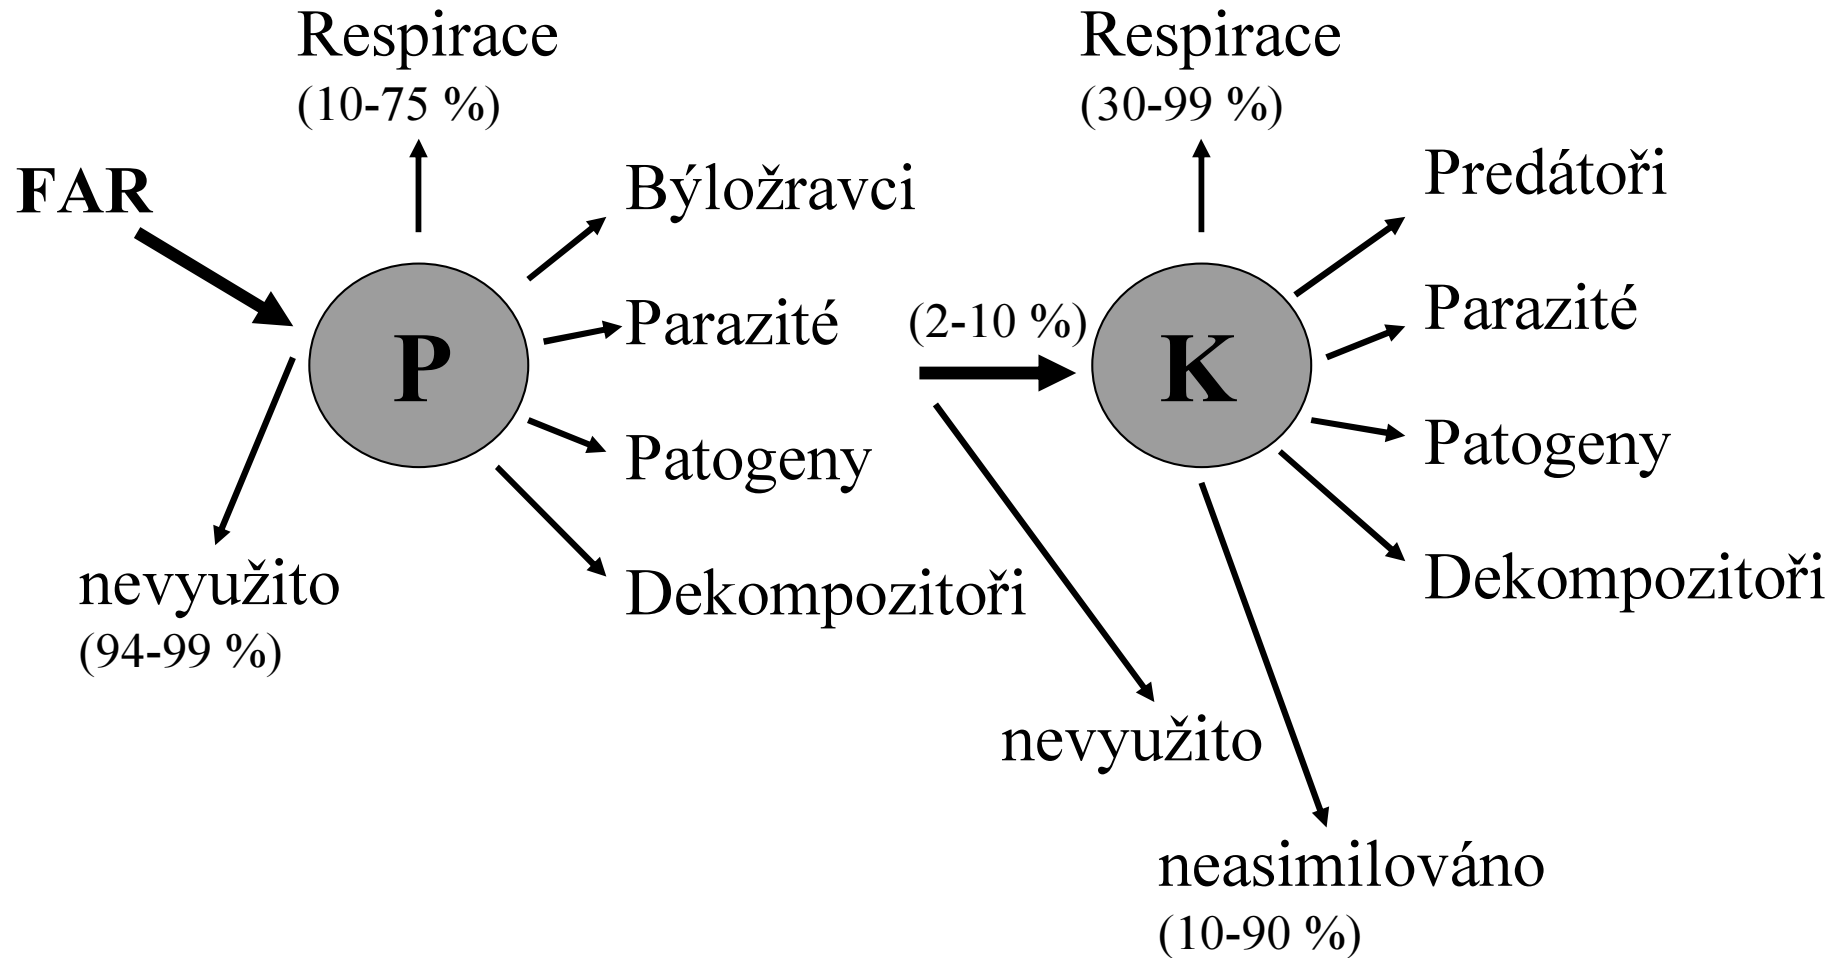 Respirace
(10-75 %)
FAR
P
Býložravci
Parazité
Patogeny
Dekompozitoři
nevyužito
(94-99 %)
(2-10 %)
Respirace
(30-99 %)
K
Predátoři
Parazité
Patogeny
Dekompozitoři
nevyužito
neasimilováno
(10-90 %)